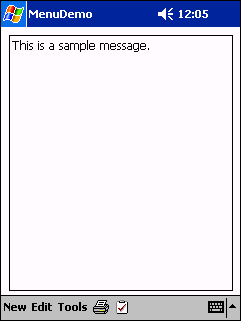 MenuDemo 12:05
This is a sample message.
New Edit Tools